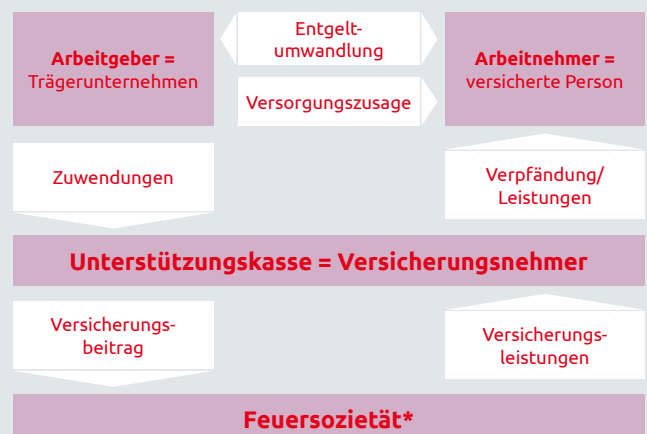 Arbeitgeber =
Trägerunternehmen
Entgelt-
umwandlung
Versorgungszusage
Arbeitnehmer =
versicherte Person
Zuwendungen
Verpfändung/
Leistungen
Unterstützungskasse = Versicherungsnehmer
Versicherungs-
beitrag
Versicherungs-
leistungen
Feuersozietät*